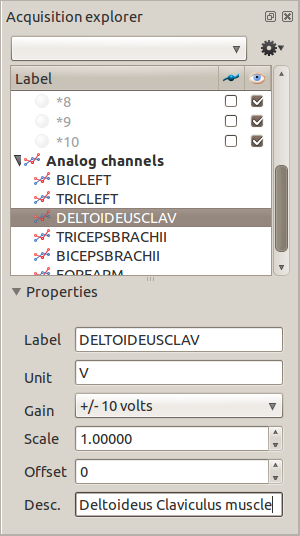 Acquisition explorer
Label
*8
*9
*10
Analog channels
BICLEFT
TRICLEFT
DELTOIDEUSCLAV
TRICEPSBRACHII
BICEPSBRACHII
FOREARM
Properties
Label DELTOIDEUSCLAV
Unit V
Gain +/- 10 volts
Scale 1.00000
Offset 0
Desc. Deltoideus Claviculus muscle